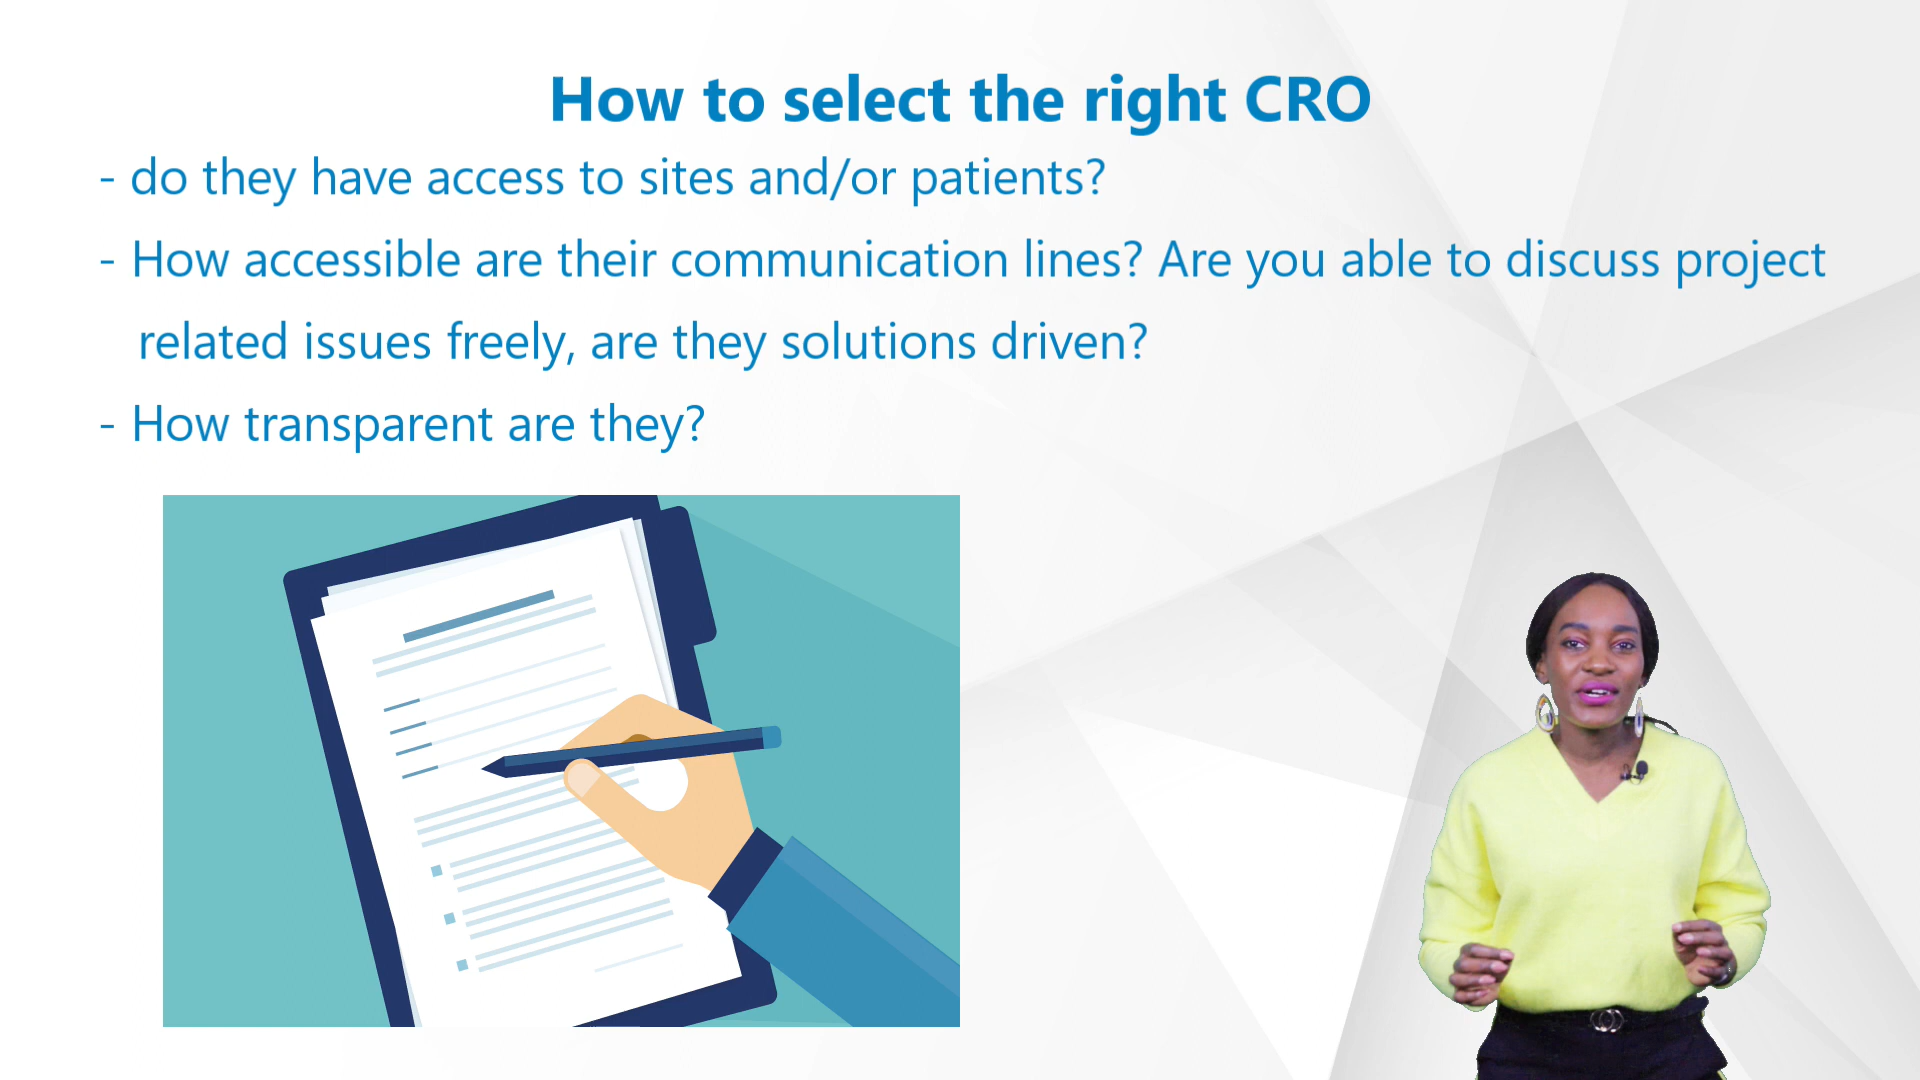 How to select the right CRO
- do they have access to sites and/or patients?
- How accessible are their communication lines? Are you able to discuss project
related issues freely, are they solutions driven?
- How transparent are they?